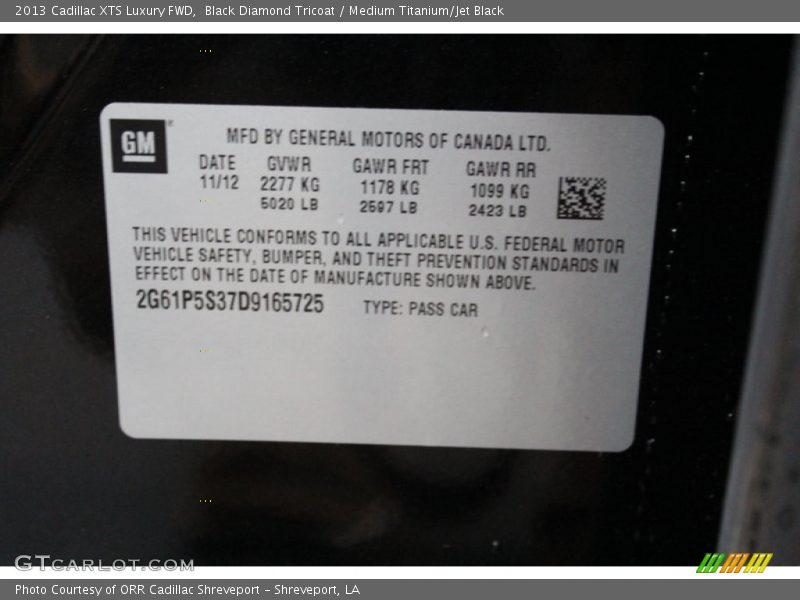 2013 Cadillac XTS Luxury FWD,  Black Diamond Tricoat / Medium Titanium/Jet Black
GM
MFD BY GENERAL MOTORS OF CANADA LTD.
DATE GVWR GAWR FRT GAWR RR
11/12 2277 KG 1178 KG 1099 KG
5020 LB 2597 LB 2423 LB
THIS VEHICLE CONFORMS TO ALL APPLICABLE U.S. FEDERAL MOTOR
VEHICLE SAFETY, BUMPER, AND THEFT PREVENTION STANDARDS IN
EFFECT ON THE DATE OF MANUFACTURE SHOWN ABOVE.
2G61P5S37D9165725 TYPE: PASS CAR
GTCARLOT.COM
Photo Courtesy of ORR Cadillac Shreveport - Shreveport, LA